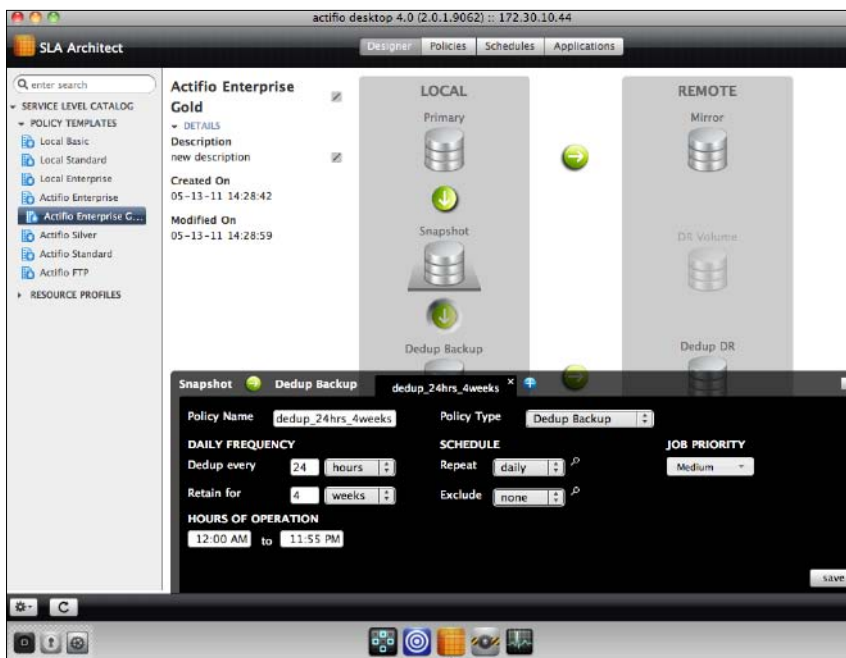 actifio desktop 4.0 (2.0.1.9062) :: 172.30.10.44
SLA Architect
Designer Policies Schedules Applications
enter search
SERVICE LEVEL CATALOG
POLICY TEMPLATES
Local Basic
Local Standard
Local Enterprise
Actifio Enterprise
Actifio Enterprise G...
Actifio Silver
Actifio Standard
Actifio FTP
RESOURCE PROFILES
Actifio Enterprise
Gold
DETAILS
Description
new description
Created On
05-13-11 14:28:42
Modified On
05-13-11 14:28:59
LOCAL
Primary
Snapshot
Dedup Backup
REMOTE
Mirror
DR Volume
Dedup DR
Snapshot Dedup Backup dedup_24hrs_4weeks ×
Policy Name dedup_24hrs_4weeks Policy Type Dedup Backup
DAILY FREQUENCY SCHEDULE JOB PRIORITY
Dedup every 24 hours Repeat daily Medium
Retain for 4 weeks Exclude none
HOURS OF OPERATION
12:00 AM to 11:55 PM
save